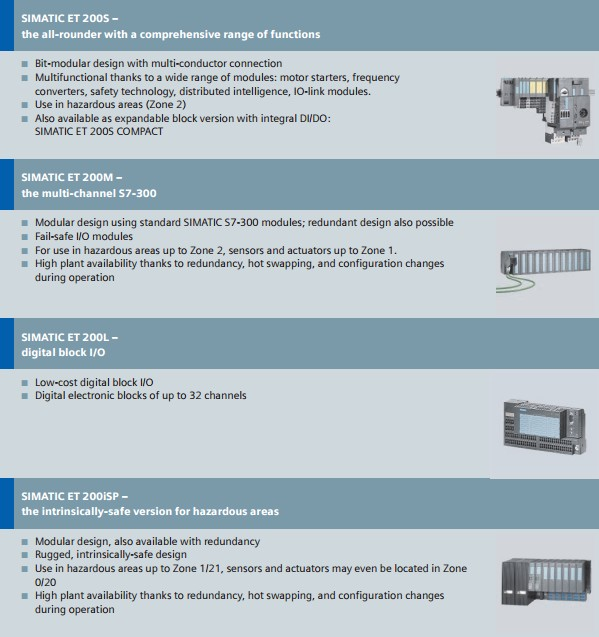 SIMATIC ET 200S –
the all-rounder with a comprehensive range of functions
■ Bit-modular design with multi-conductor connection
■ Multifunctional thanks to a wide range of modules: motor starters, frequency
converters, safety technology, distributed intelligence, IO-link modules.
■ Use in hazardous areas (Zone 2)
■ Also available as expandable block version with integral DI/DO:
SIMATIC ET 200S COMPACT
SIMATIC ET 200M –
the multi-channel S7-300
■ Modular design using standard SIMATIC S7-300 modules; redundant design also possible
■ Fail-safe I/O modules
■ For use in hazardous areas up to Zone 2, sensors and actuators up to Zone 1.
■ High plant availability thanks to redundancy, hot swapping, and configuration changes
during operation
SIMATIC ET 200L –
digital block I/O
■ Low-cost digital block I/O
■ Digital electronic blocks of up to 32 channels
SIMATIC ET 200iSP –
the intrinsically-safe version for hazardous areas
■ Modular design, also available with redundancy
■ Rugged, intrinsically-safe design
■ Use in hazardous areas up to Zone 1/21, sensors and actuators may even be located in Zone
0/20
■ High plant availability thanks to redundancy, hot swapping, and configuration changes
during operation